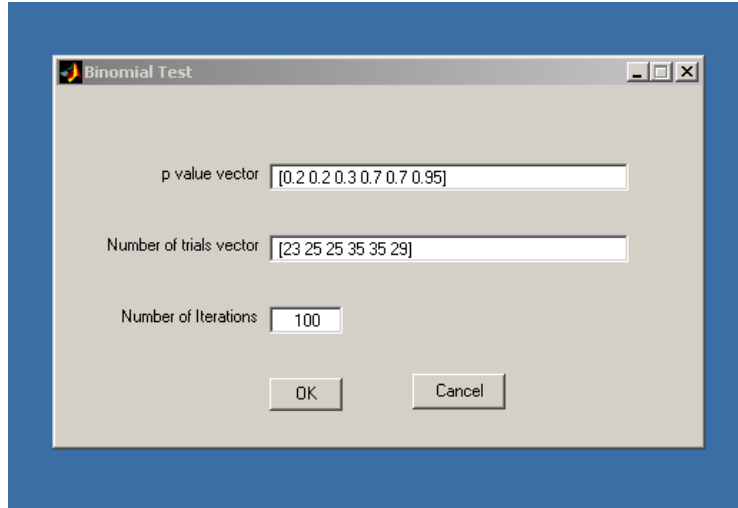 Binomial Test
p value vector [0.2 0.2 0.3 0.7 0.7 0.95]
Number of trials vector [23 25 25 35 35 29]
Number of Iterations 100
OK Cancel